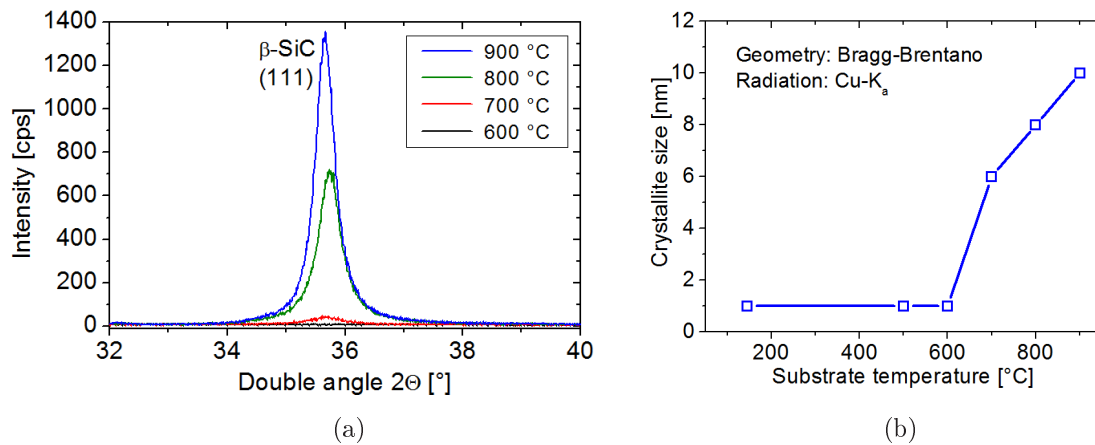 1400
1200
1000
800
600
400
200
0
Intensity [cps]
β-SiC
(111)
900 °C
800 °C
700 °C
600 °C
32
34
36
38
40
Double angle 2Θ [°]
(a)
12
10
8
6
4
2
0
Crystallite size [nm]
Geometry: Bragg-Brentano
Radiation: Cu-Kₐ
200
400
600
800
Substrate temperature [°C]
(b)